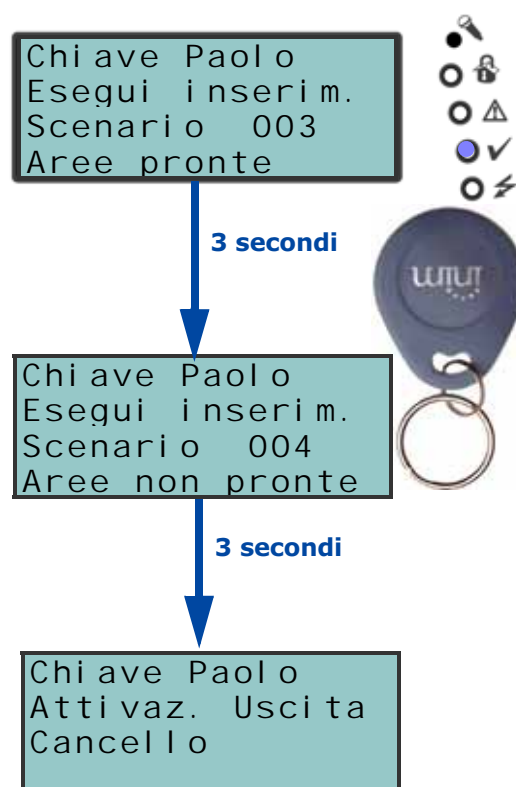 Chiave Paolo
Esegui inserim.
Scenario 003
Aree pronte
3 secondi
inim
Chiave Paolo
Esegui inserim.
Scenario 004
Aree non pronte
3 secondi
Chiave Paolo
Attivaz. Uscita
Cancello